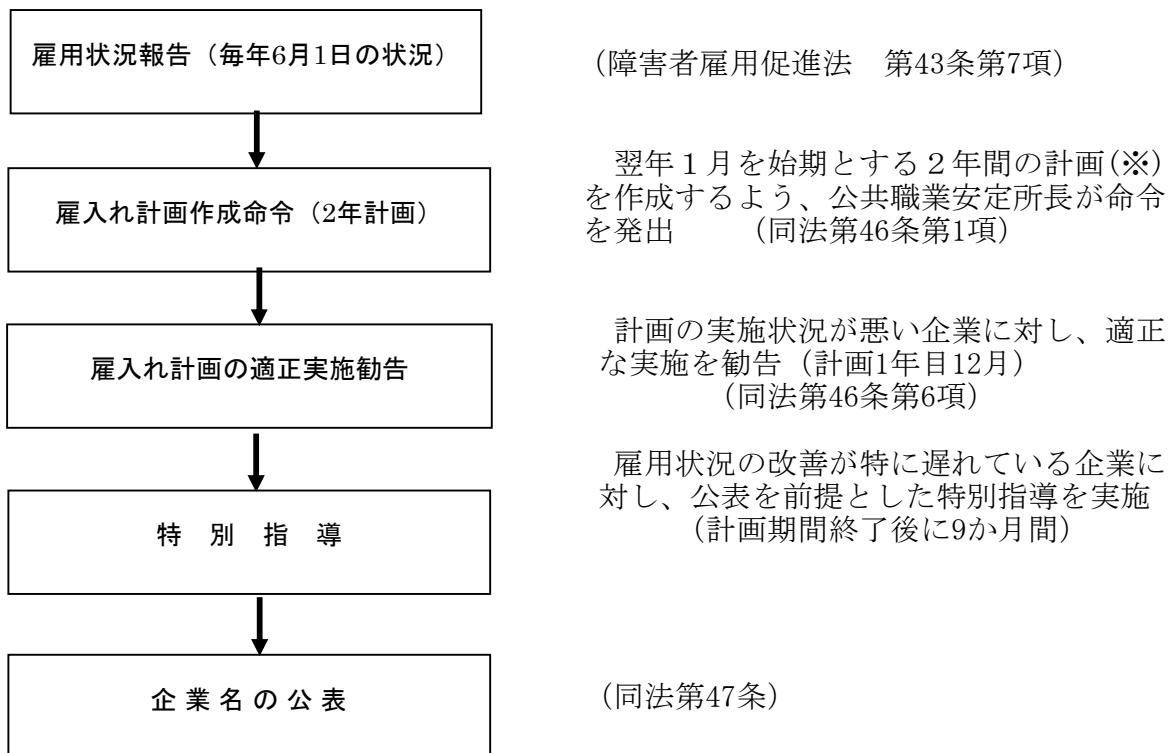 雇用状況報告（毎年6月1日の状況）
（障害者雇用促進法　第43条第7項）
雇入れ計画作成命令（2年計画）
翌年１月を始期とする２年間の計画(※)
を作成するよう、公共職業安定所長が命令
を発出　　（同法第46条第1項）
雇入れ計画の適正実施勧告
計画の実施状況が悪い企業に対し、適正
な実施を勧告（計画1年目12月）
（同法第46条第6項）
特　別　指　導
雇用状況の改善が特に遅れている企業に
対し、公表を前提とした特別指導を実施
（計画期間終了後に9か月間）
企 業 名 の 公 表
（同法第47条）